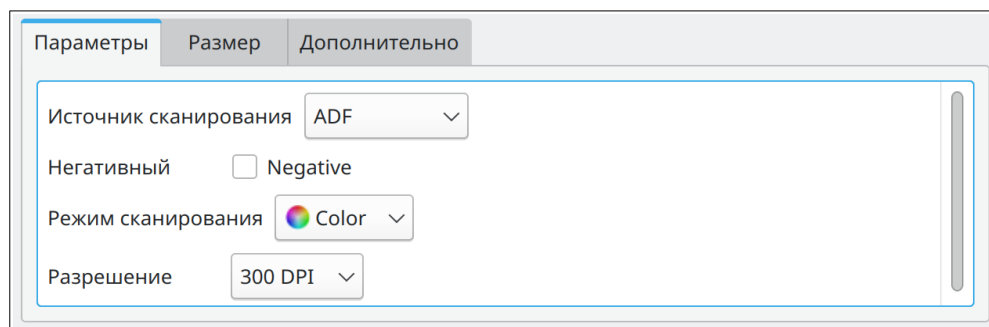 Параметры Размер Дополнительно
Источник сканирования ADF
Негативный Negative
Режим сканирования Color
Разрешение 300 DPI